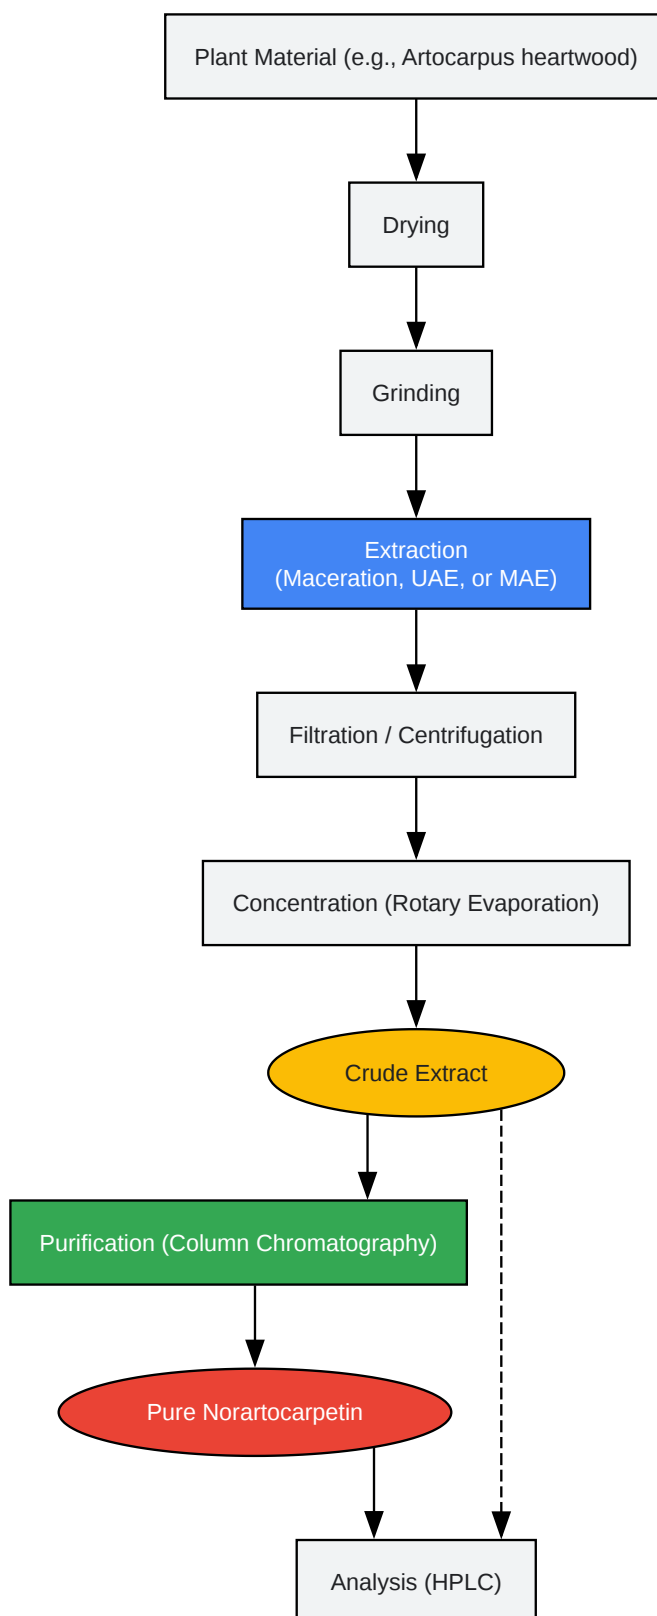 Plant Material (e.g., Artocarpus heartwood)
Drying
Grinding
Extraction
(Maceration, UAE, or MAE)
Filtration / Centrifugation
Concentration (Rotary Evaporation)
Crude Extract
Purification (Column Chromatography)
Pure Norartocarpetin
Analysis (HPLC)